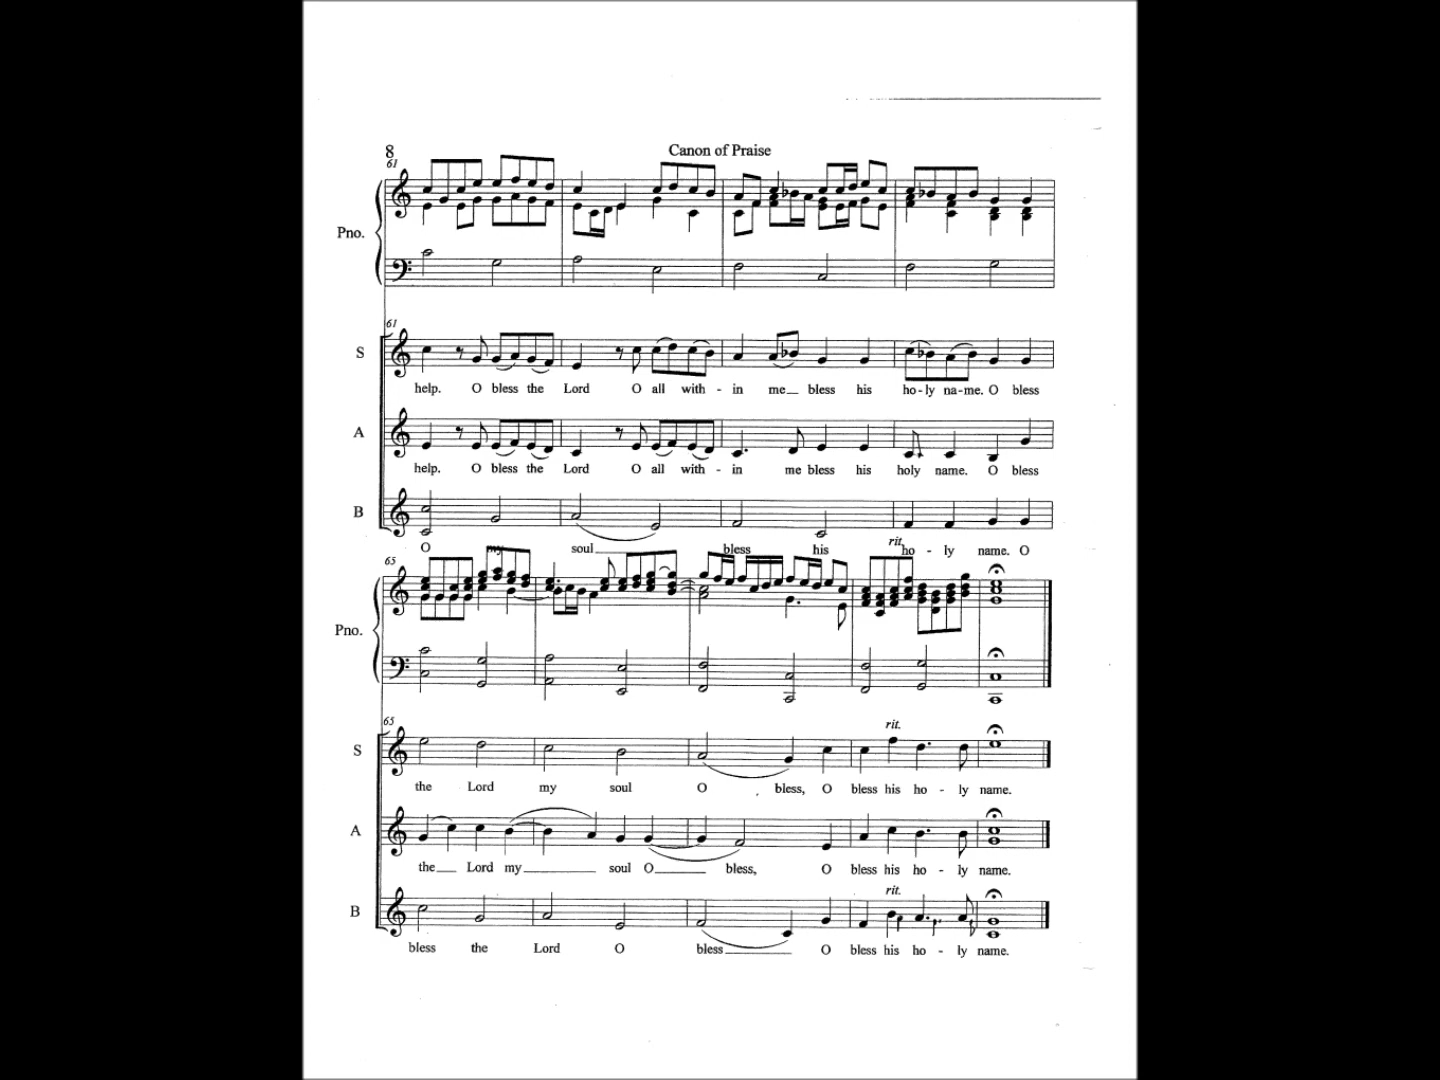 8
Canon of Praise
61
Pno.
61
S
help. O bless the Lord O all with - in me bless his ho - ly na-me. O bless
A
help. O bless the Lord O all with - in me bless his holy name. O bless
B
O my soul bless his ho - ly name. O
rit.
65
Pno.
65
rit.
S
the Lord my soul O bless, O bless his ho - ly name.
A
the Lord my soul O bless, O bless his ho - ly name.
rit.
B
bless the Lord O bless O bless his ho - ly name.